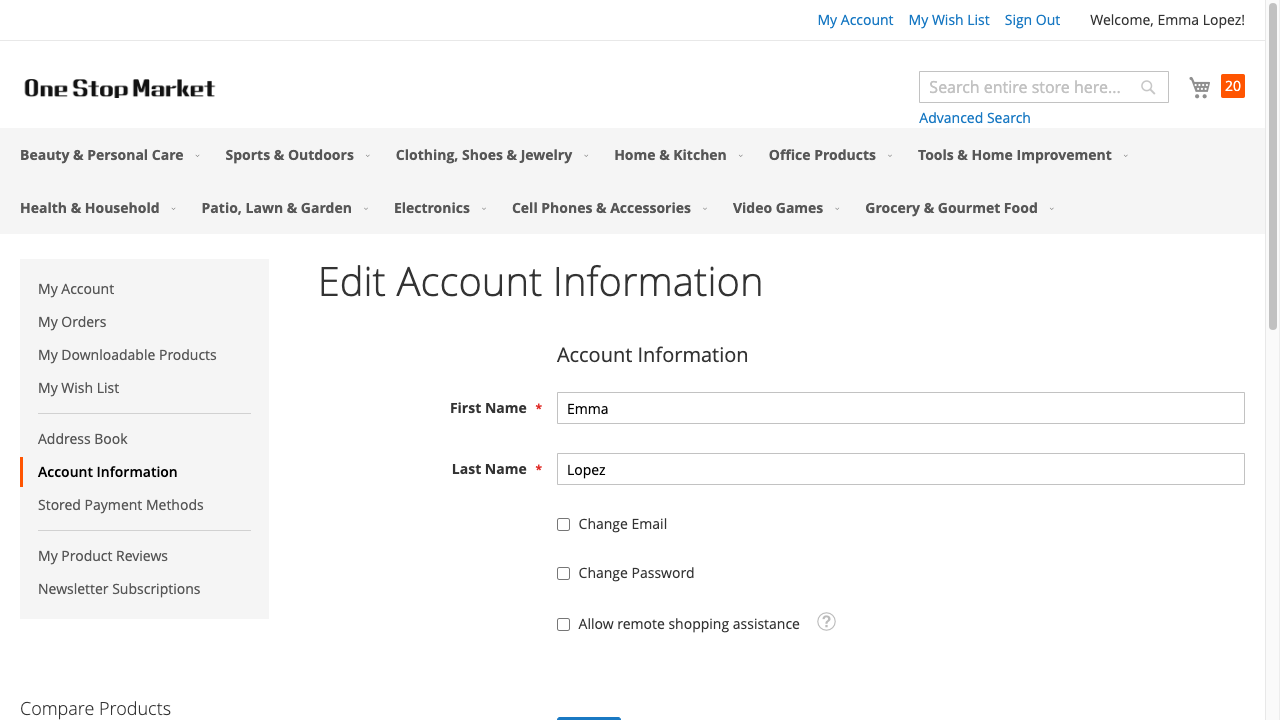 My Account My Wish List Sign Out Welcome, Emma Lopez!
One Stop Market
Search entire store here...
20
Advanced Search
Beauty & Personal Care Sports & Outdoors Clothing, Shoes & Jewelry Home & Kitchen Office Products Tools & Home Improvement
Health & Household Patio, Lawn & Garden Electronics Cell Phones & Accessories Video Games Grocery & Gourmet Food
My Account
My Orders
My Downloadable Products
My Wish List
Address Book
Account Information
Stored Payment Methods
My Product Reviews
Newsletter Subscriptions
Compare Products
Edit Account Information
Account Information
First Name * Emma
Last Name * Lopez
Change Email
Change Password
Allow remote shopping assistance ?